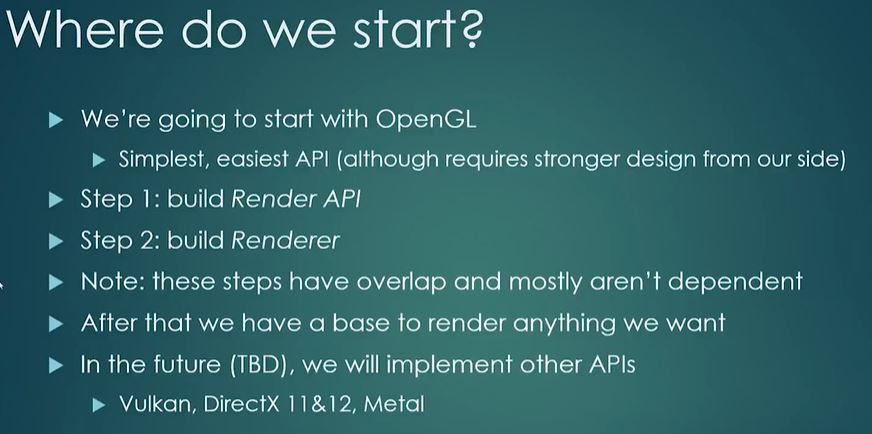 Where do we start?
We're going to start with OpenGL
Simplest, easiest API (although requires stronger design from our side)
Step 1: build Render API
Step 2: build Renderer
Note: these steps have overlap and mostly aren't dependent
After that we have a base to render anything we want
In the future (TBD), we will implement other APIs
Vulkan, DirectX 11&12, Metal